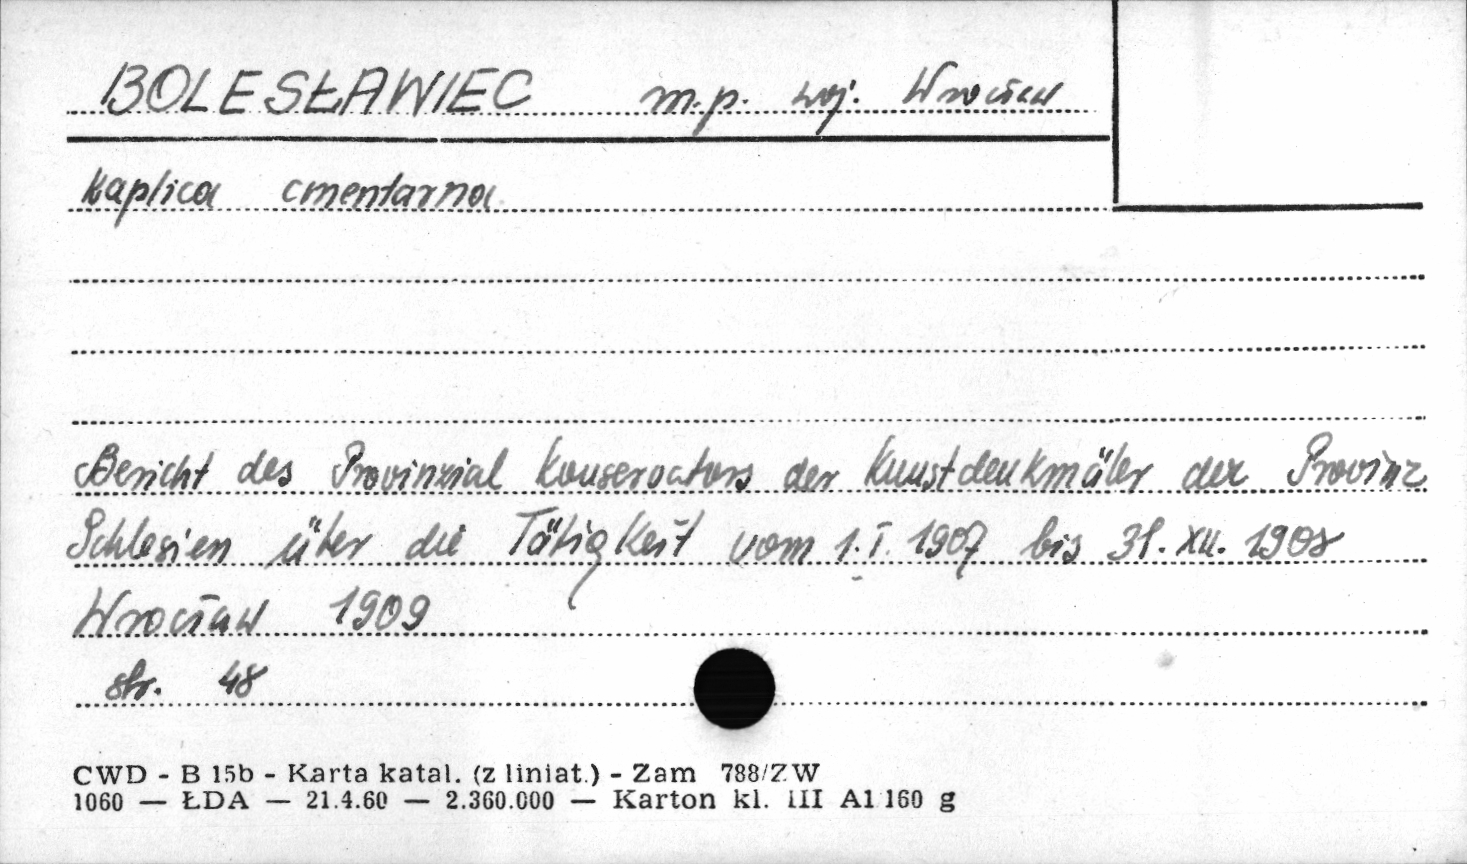 BOLESŁAWIEC m.p. woj. Wrocław
kaplica cmentarna
Bericht des Provinzial Konservators der Kunstdenkmäler der Provinz
Schlesien über die Tätigkeit vom 1.I. 1907 bis 31.XII. 1908
Wrocław 1909
str. 48
CWD - B 15b - Karta katal. (z liniat.) - Zam 788/ZW
1060 — ŁDA — 21.4.60 — 2.360.000 — Karton kl. III A1 160 g